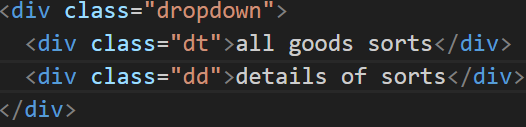 <div class="dropdown">
<div class="dt">all goods sorts</div>
<div class="dd">details of sorts</div>
</div>